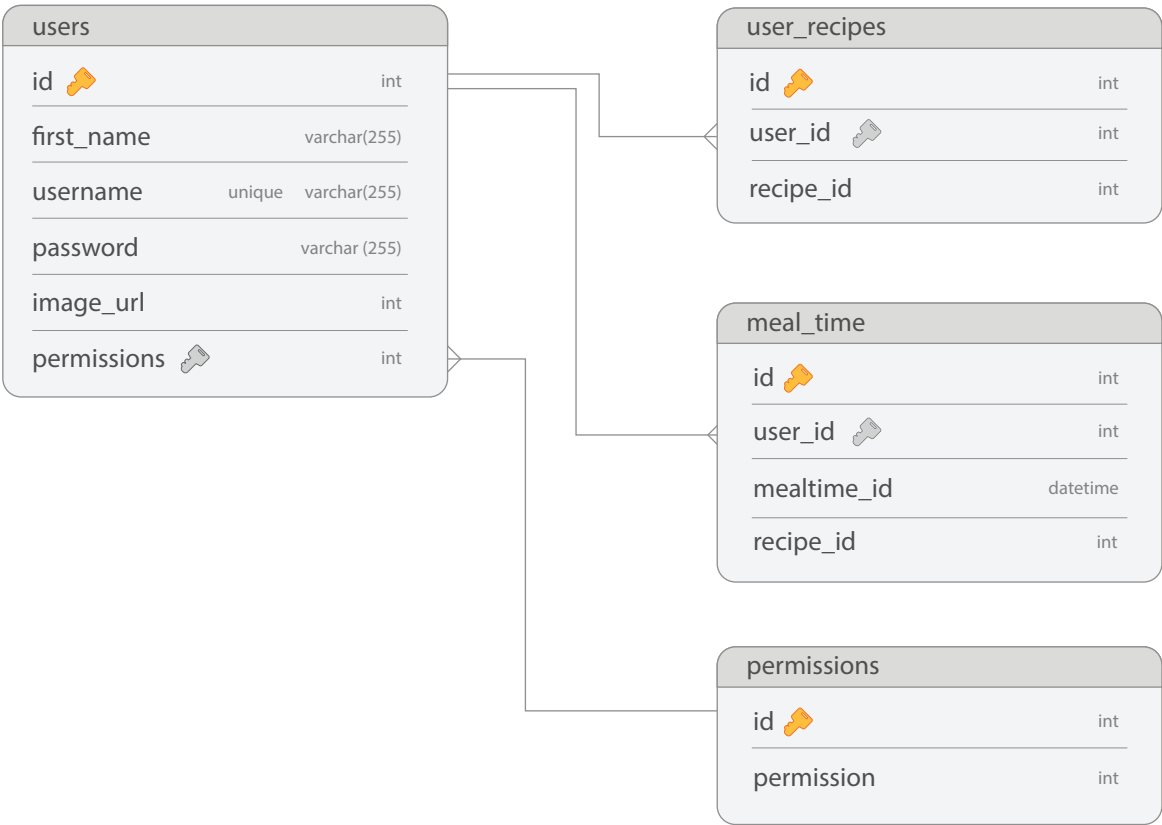 users
id int
first_name varchar(255)
username unique varchar(255)
password varchar (255)
image_url int
permissions int
user_recipes
id int
user_id int
recipe_id int
meal_time
id int
user_id int
mealtime_id datetime
recipe_id int
permissions
id int
permission int